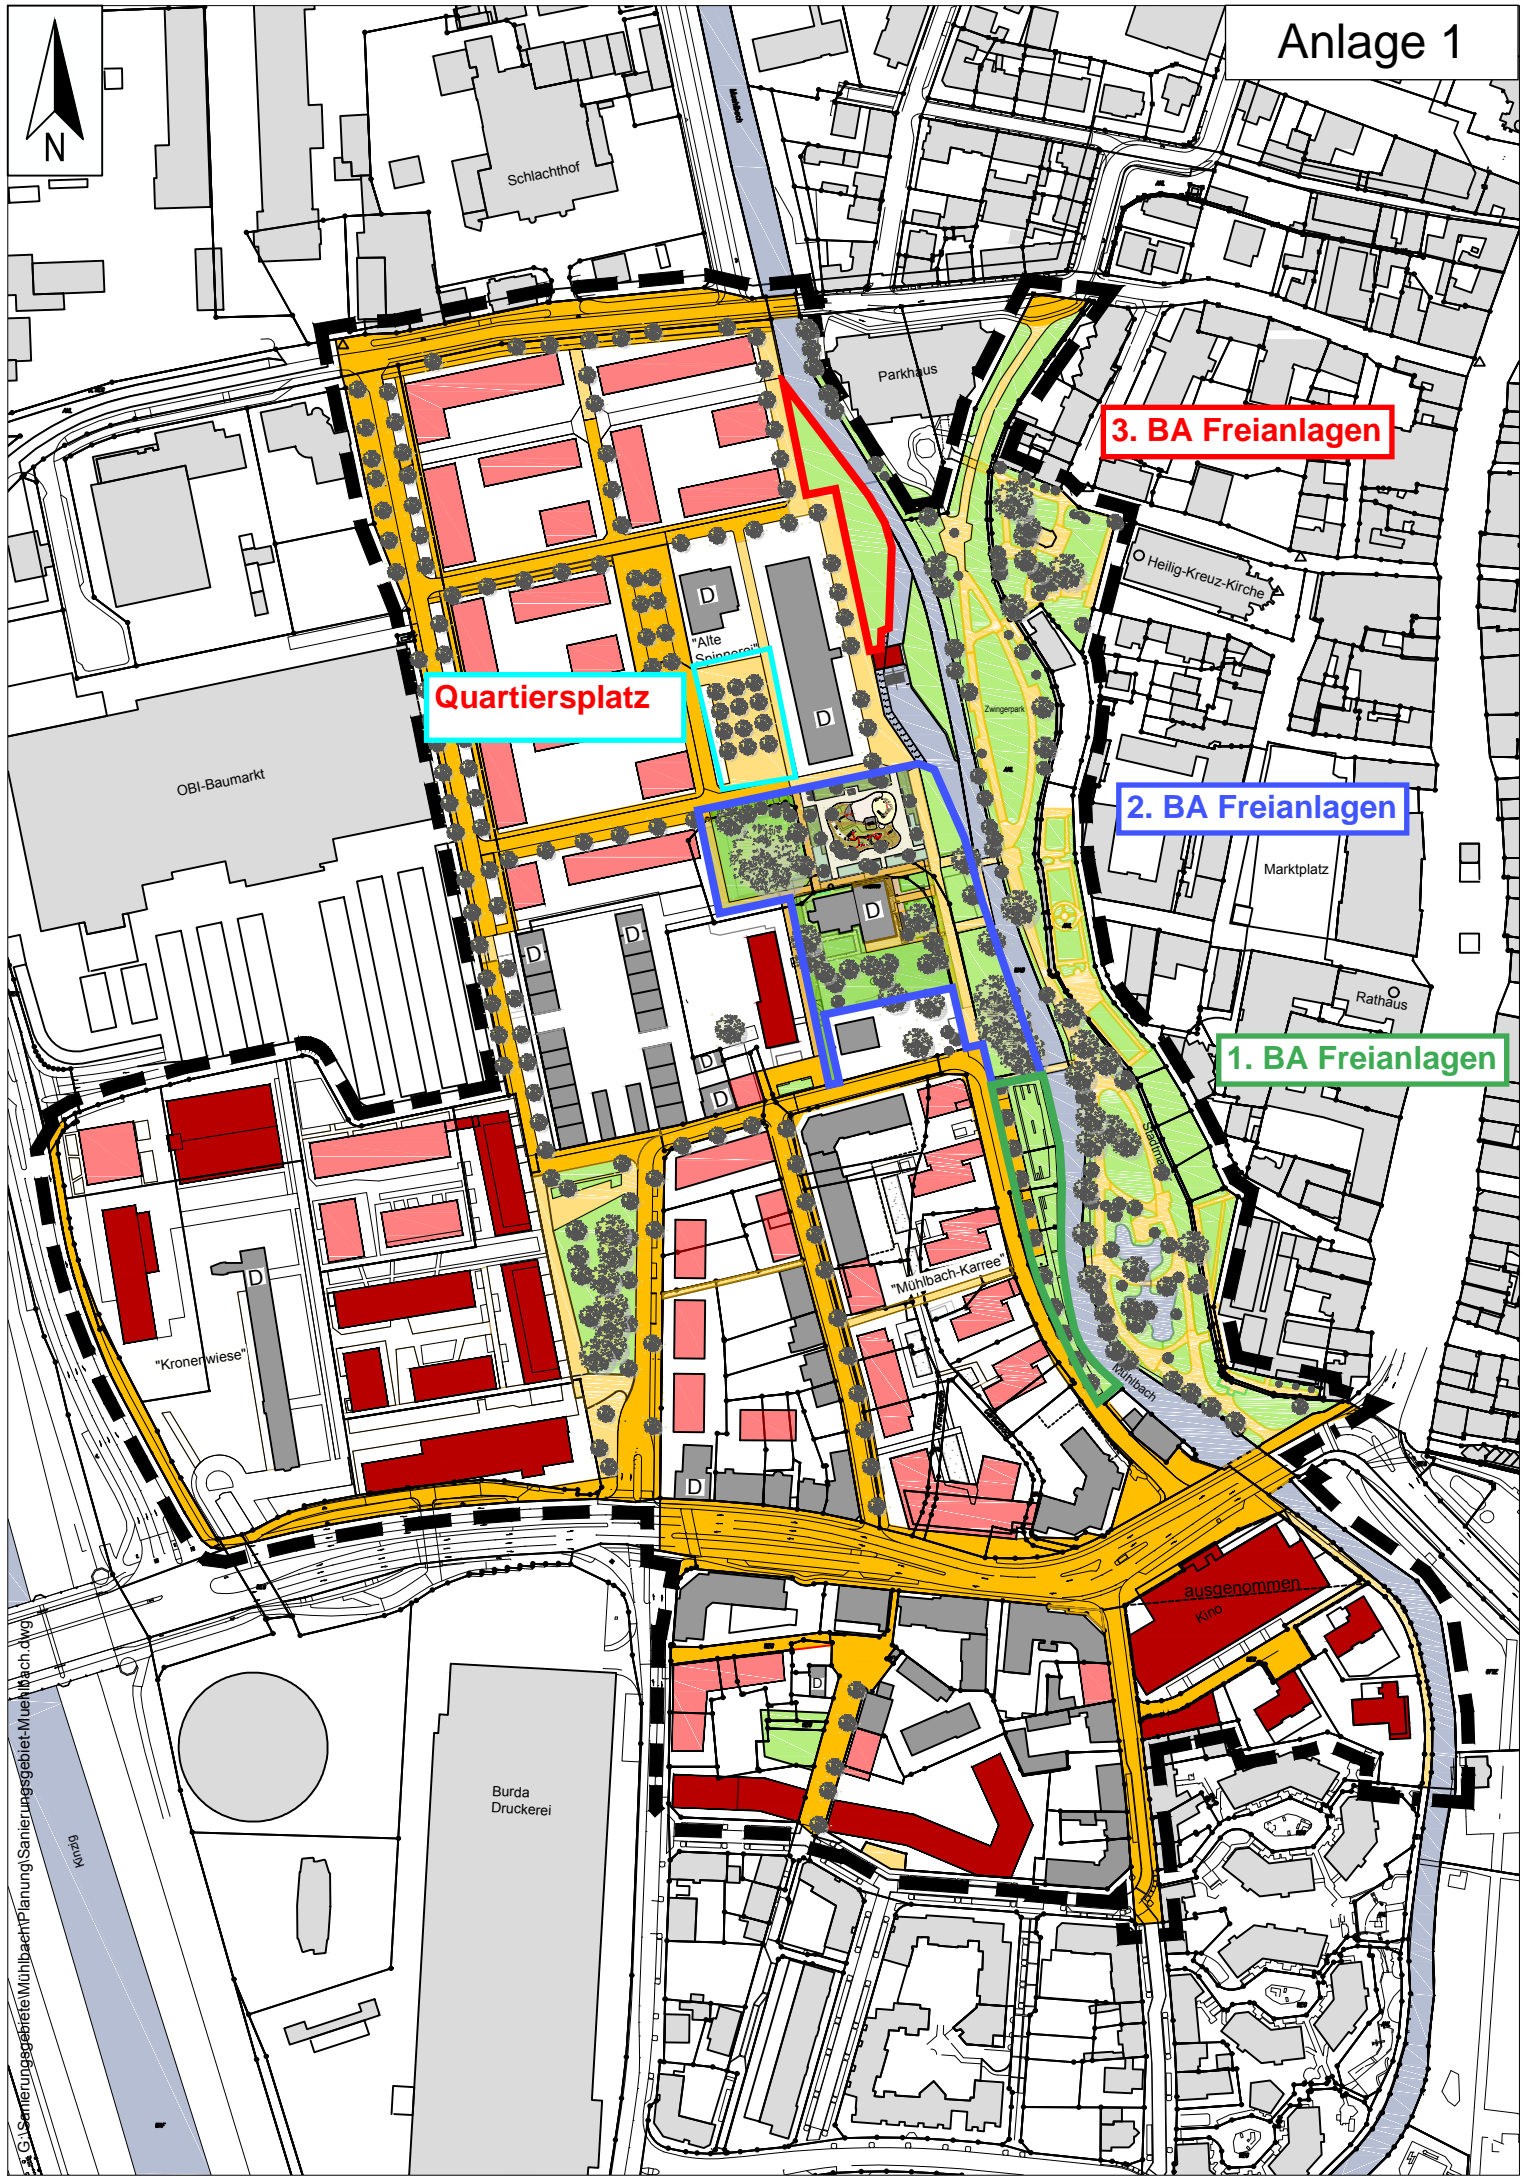 Anlage 1
N
Muehlbach
Schlachthof
Parkhaus
3. BA Freianlagen
Heilig-Kreuz-Kirche
D
"Alte
Spinnerei"
Quartiersplatz
D
Zwingerpark
OBI-Baumarkt
2. BA Freianlagen
Marktplatz
D
D
D
Rathaus
1. BA Freianlagen
D
D
"Mühlbach-Karree"
D
"Kronenwiese"
Mühlbach
D
ausgenommen
Kino
D
Burda
Druckerei
Kinzig
G:\Sanierungsgebiete\Mühlbach\Planung\Sanierungsgebiet-Muehlbach.dwg